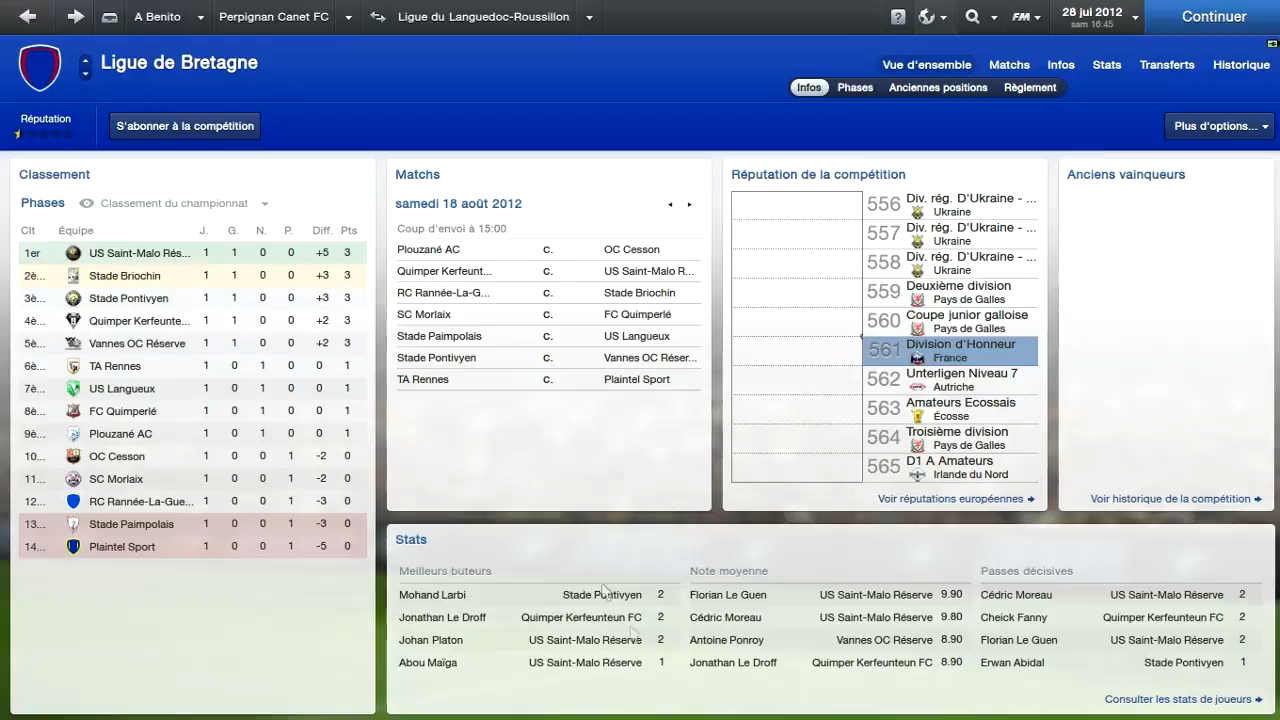 A Benito Perpignan Canet FC Ligue du Languedoc-Roussillon ? FM 28 jul 2012 Continuer
sam 16:45
Ligue de Bretagne
Vue d'ensemble Matchs Infos Stats Transferts Historique
Infos Phases Anciennes positions Règlement
Réputation
S'abonner à la compétition
Plus d'options...
Classement
Phases Classement du championnat
Clt Équipe J. G. N. P. Diff. Pts
1er US Saint-Malo Rés... 1 1 0 0 +5 3
2è... Stade Briochin 1 1 0 0 +3 3
3è... Stade Pontivyen 1 1 0 0 +3 3
4è... Quimper Kerfeunte... 1 1 0 0 +2 3
5è... Vannes OC Réserve 1 1 0 0 +2 3
6è... TA Rennes 1 0 1 0 0 1
7è... US Langueux 1 0 1 0 0 1
8è... FC Quimperlé 1 0 1 0 0 1
9è... Plouzané AC 1 0 1 0 0 1
10... OC Cesson 1 0 0 1 -2 0
11... SC Morlaix 1 0 0 1 -2 0
12... RC Rannée-La-Gue... 1 0 0 1 -3 0
13... Stade Paimpolais 1 0 0 1 -3 0
14... Plaintel Sport 1 0 0 1 -5 0
Matchs
samedi 18 août 2012
Coup d'envoi à 15:00
Plouzané AC c. OC Cesson
Quimper Kerfeunt... c. US Saint-Malo R...
RC Rannée-La-G... c. Stade Briochin
SC Morlaix c. FC Quimperlé
Stade Paimpolais c. US Langueux
Stade Pontivyen c. Vannes OC Réser...
TA Rennes c. Plaintel Sport
Réputation de la compétition
556 Div. rég. D'Ukraine - ...
Ukraine
557 Div. rég. D'Ukraine - ...
Ukraine
558 Div. rég. D'Ukraine - ...
Ukraine
559 Deuxième division
Pays de Galles
560 Coupe junior galloise
Pays de Galles
561 Division d'Honneur
France
562 Unterligen Niveau 7
Autriche
563 Amateurs Ecossais
Écosse
564 Troisième division
Pays de Galles
565 D1 A Amateurs
Irlande du Nord
Voir réputations européennes
Anciens vainqueurs
Voir historique de la compétition
Stats
Meilleurs buteurs
Mohand Larbi Stade Pontivyen 2
Jonathan Le Droff Quimper Kerfeunteun FC 2
Johan Platon US Saint-Malo Réserve 2
Abou Maïga US Saint-Malo Réserve 1
Note moyenne
Florian Le Guen US Saint-Malo Réserve 9.90
Cédric Moreau US Saint-Malo Réserve 9.80
Antoine Ponroy Vannes OC Réserve 8.90
Jonathan Le Droff Quimper Kerfeunteun FC 8.90
Passes décisives
Cédric Moreau US Saint-Malo Réserve 2
Cheick Fanny Quimper Kerfeunteun FC 2
Florian Le Guen US Saint-Malo Réserve 2
Erwan Abidal Stade Pontivyen 1
Consulter les stats de joueurs